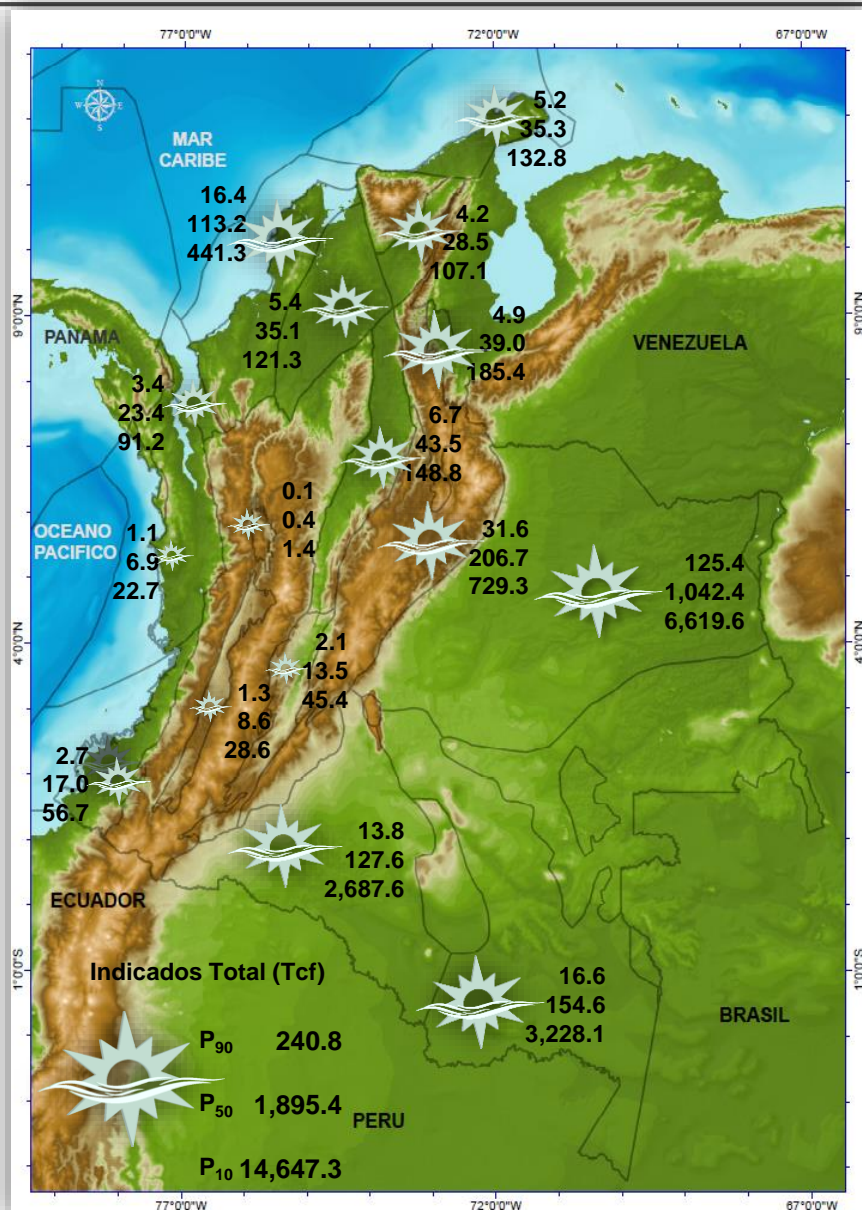 77°0'0"W 72°0'0"W 67°0'0"W
N
W E
S
MAR
CARIBE
5.2
35.3
132.8
16.4
113.2
441.3
4.2
28.5
107.1
9°0'0"N
9°0'0"N
5.4
35.1
121.3
4.9
39.0
185.4
PANAMA
VENEZUELA
3.4
23.4
91.2
6.7
43.5
148.8
0.1
0.4
1.4
OCEANO
PACIFICO
1.1
6.9
22.7
31.6
206.7
729.3
125.4
1,042.4
6,619.6
4°0'0"N
4°0'0"N
2.1
13.5
45.4
1.3
8.6
28.6
2.7
17.0
56.7
13.8
127.6
2,687.6
ECUADOR
1°0'0"S
1°0'0"S
16.6
154.6
3,228.1
BRASIL
Indicados Total (Tcf)
P90 240.8
P50 1,895.4
P10 14,647.3
PERU
77°0'0"W 72°0'0"W 67°0'0"W